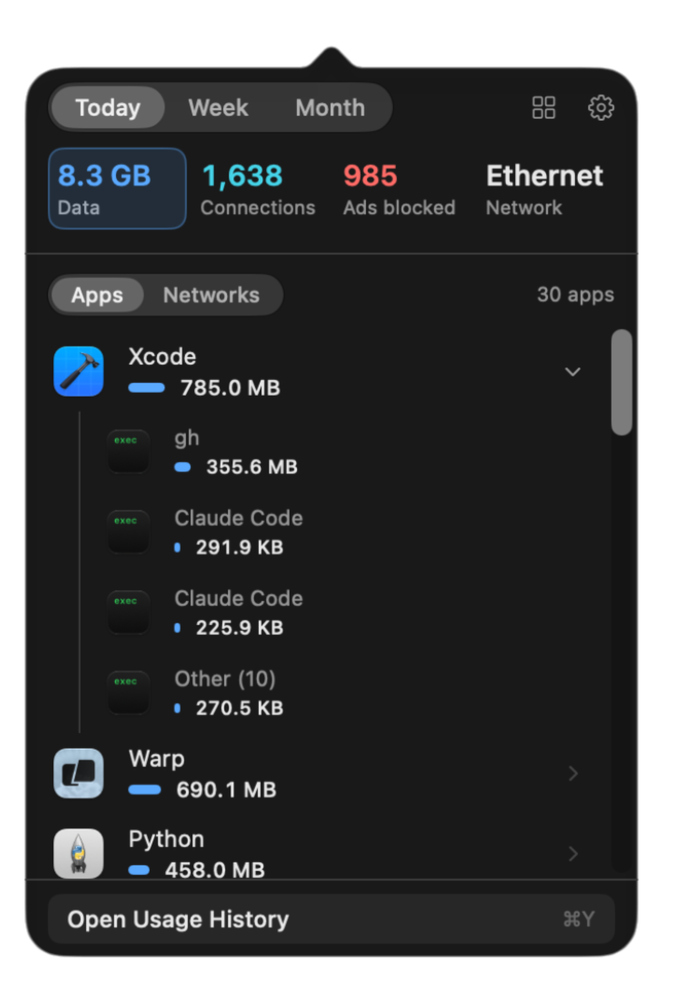 Today Week Month
8.3 GB 1,638 985 Ethernet
Data Connections Ads blocked Network
Apps Networks 30 apps
Xcode
785.0 MB
exec gh
355.6 MB
exec Claude Code
291.9 KB
exec Claude Code
225.9 KB
exec Other (10)
270.5 KB
Warp
690.1 MB
Python
458.0 MB
Open Usage History ⌘Y